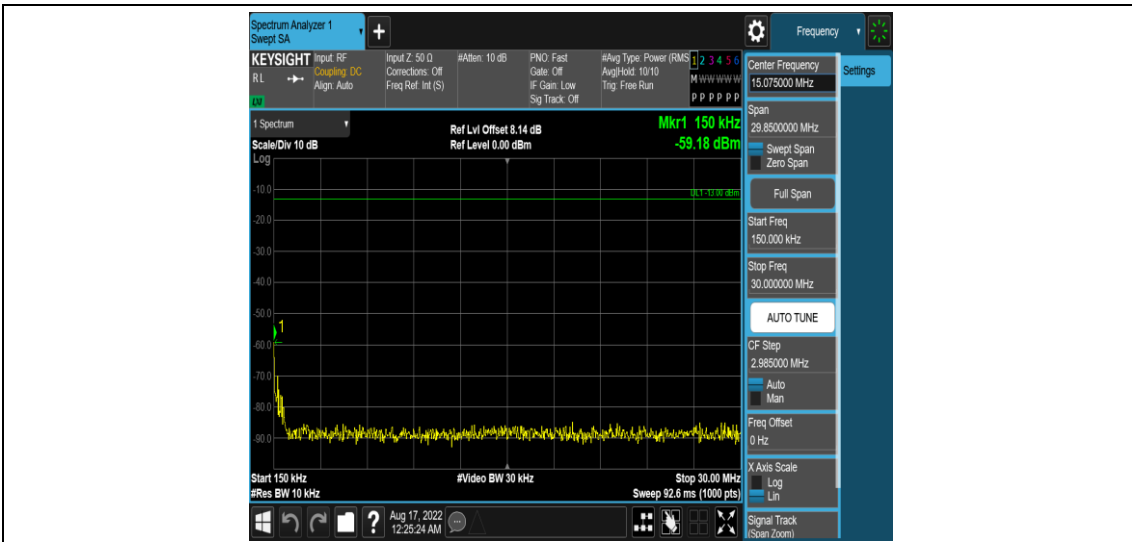 Spectrum Analyzer 1
Swept SA
+
Frequency
KEYSIGHT
RL
LXI
Input: RF
Coupling: DC
Align: Auto
Input Z: 50 Ω
Corrections: Off
Freq Ref: Int (S)
#Atten: 10 dB
PNO: Fast
Gate: Off
IF Gain: Low
Sig Track: Off
#Avg Type: Power (RMS
Avg|Hold: 10/10
Trig: Free Run
1 2 3 4 5 6
M W W W W W
P P P P P P
1 Spectrum
Scale/Div 10 dB
Log
Ref Lvl Offset 8.14 dB
Ref Level 0.00 dBm
Mkr1 150 kHz
-59.18 dBm
DL1 -13.00 dBm
-10.0
-20.0
-30.0
-40.0
-50.0
1
-60.0
-70.0
-80.0
-90.0
Start 150 kHz
#Video BW 30 kHz
Stop 30.00 MHz
#Res BW 10 kHz
Sweep 92.6 ms (1000 pts)
?
Aug 17, 2022
12:25:24 AM
Center Frequency
15.075000 MHz
Settings
Span
29.8500000 MHz
Swept Span
Zero Span
Full Span
Start Freq
150.000 kHz
Stop Freq
30.000000 MHz
AUTO TUNE
CF Step
2.985000 MHz
Auto
Man
Freq Offset
0 Hz
X Axis Scale
Log
Lin
Signal Track
(Span Zoom)